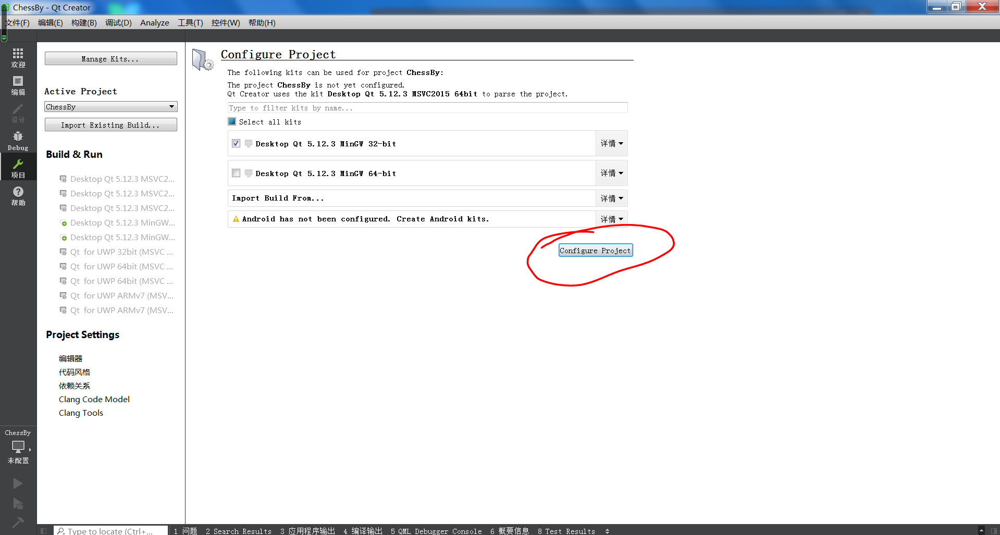 ChessBy - Qt Creator
文件(F) 编辑(E) 构建(B) 调试(D) Analyze 工具(T) 控件(W) 帮助(H)
欢迎
编辑
设计
Debug
项目
帮助
ChessBy
未配置
Manage Kits...
Active Project
ChessBy
Import Existing Build...
Build & Run
Desktop Qt 5.12.3 MSVC2...
Desktop Qt 5.12.3 MSVC2...
Desktop Qt 5.12.3 MSVC2...
Desktop Qt 5.12.3 MinGW...
Desktop Qt 5.12.3 MinGW...
Qt for UWP 32bit (MSVC ...
Qt for UWP 64bit (MSVC ...
Qt for UWP 64bit (MSVC ...
Qt for UWP ARMv7 (MSV...
Qt for UWP ARMv7 (MSV...
Project Settings
编辑器
代码风格
依赖关系
Clang Code Model
Clang Tools
Configure Project
The following kits can be used for project ChessBy:
The project ChessBy is not yet configured.
Qt Creator uses the kit Desktop Qt 5.12.3 MSVC2015 64bit to parse the project.
Type to filter kits by name...
Select all kits
Desktop Qt 5.12.3 MinGW 32-bit 详情
Desktop Qt 5.12.3 MinGW 64-bit 详情
Import Build From... 详情
Android has not been configured. Create Android kits. 详情
Configure Project
Type to locate (Ctrl+... 1 问题 2 Search Results 3 应用程序输出 4 编译输出 5 QML Debugger Console 6 概要信息 8 Test Results